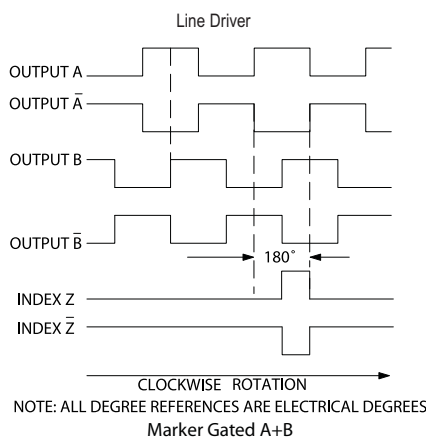 Line Driver
OUTPUT A
OUTPUT A̅
OUTPUT B
OUTPUT B̅
180°
INDEX Z
INDEX Z̅
CLOCKWISE ROTATION
NOTE: ALL DEGREE REFERENCES ARE ELECTRICAL DEGREES
Marker Gated A+B